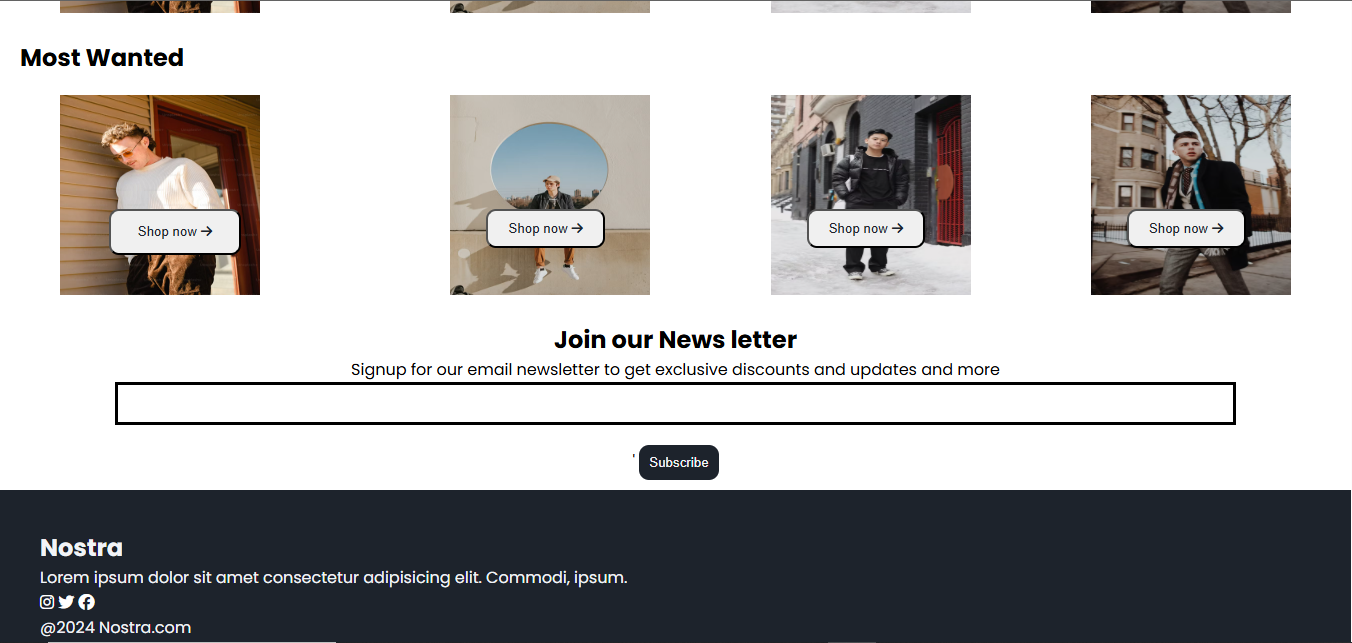 Most Wanted
Shop now
Shop now
Shop now
Shop now
Join our News letter
Signup for our email newsletter to get exclusive discounts and updates and more
' Subscribe
Nostra
Lorem ipsum dolor sit amet consectetur adipisicing elit. Commodi, ipsum.
@2024 Nostra.com